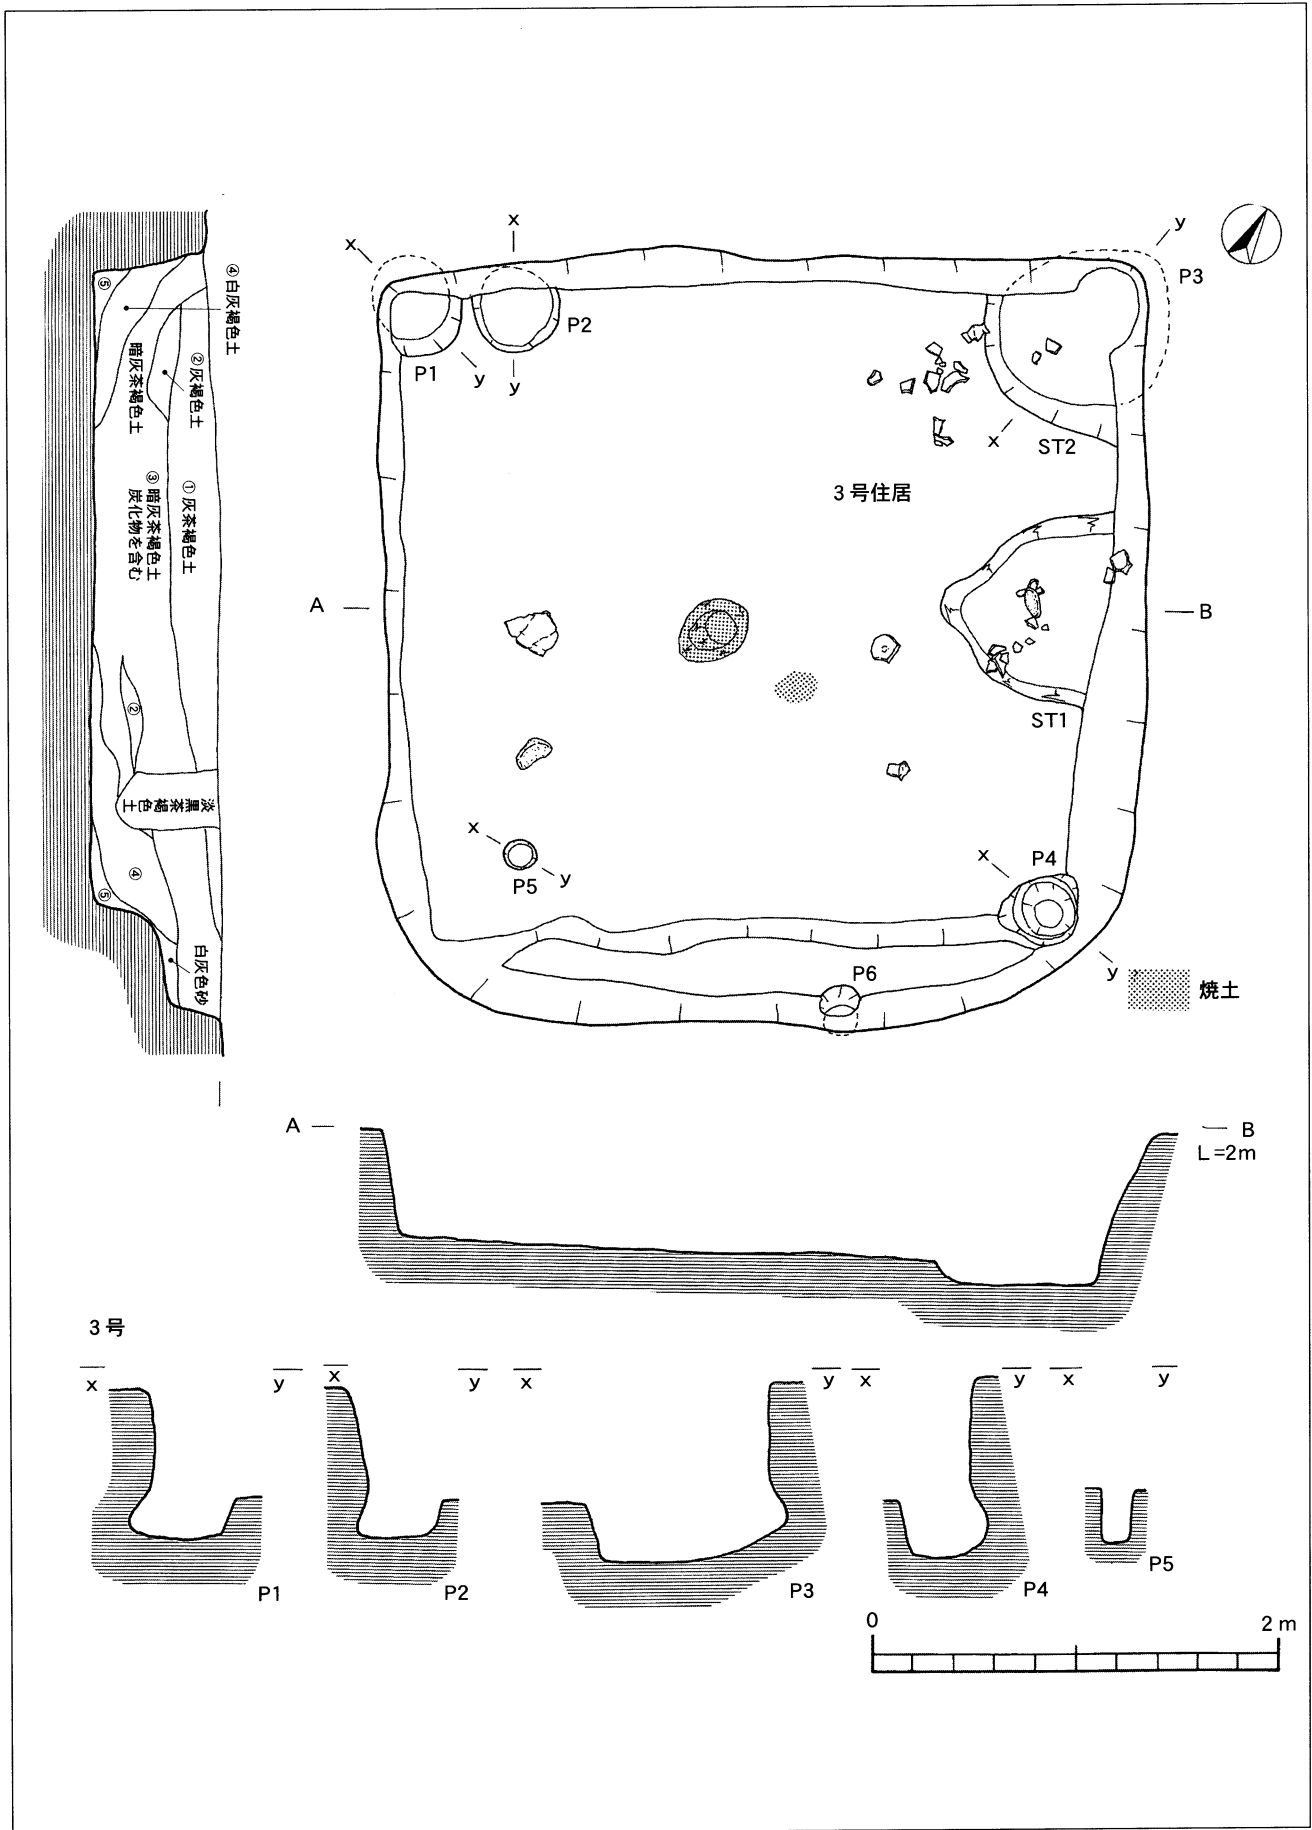 ④白灰褐色土
②灰褐色土
暗灰茶褐色土
①灰茶褐色土
③暗灰茶褐色土
炭化物を含む
⑤
②
淡黒茶褐色土
④
⑤
白灰色砂
x
x
y
P3
P2
P1
y
y
x
ST2
3号住居
A
B
ST1
x
P5
y
x
P4
y
P6
焼土
A
B
L=2m
3号
x
y
x
y
x
y
x
y
x
y
P1
P2
P3
P4
P5
0
2m